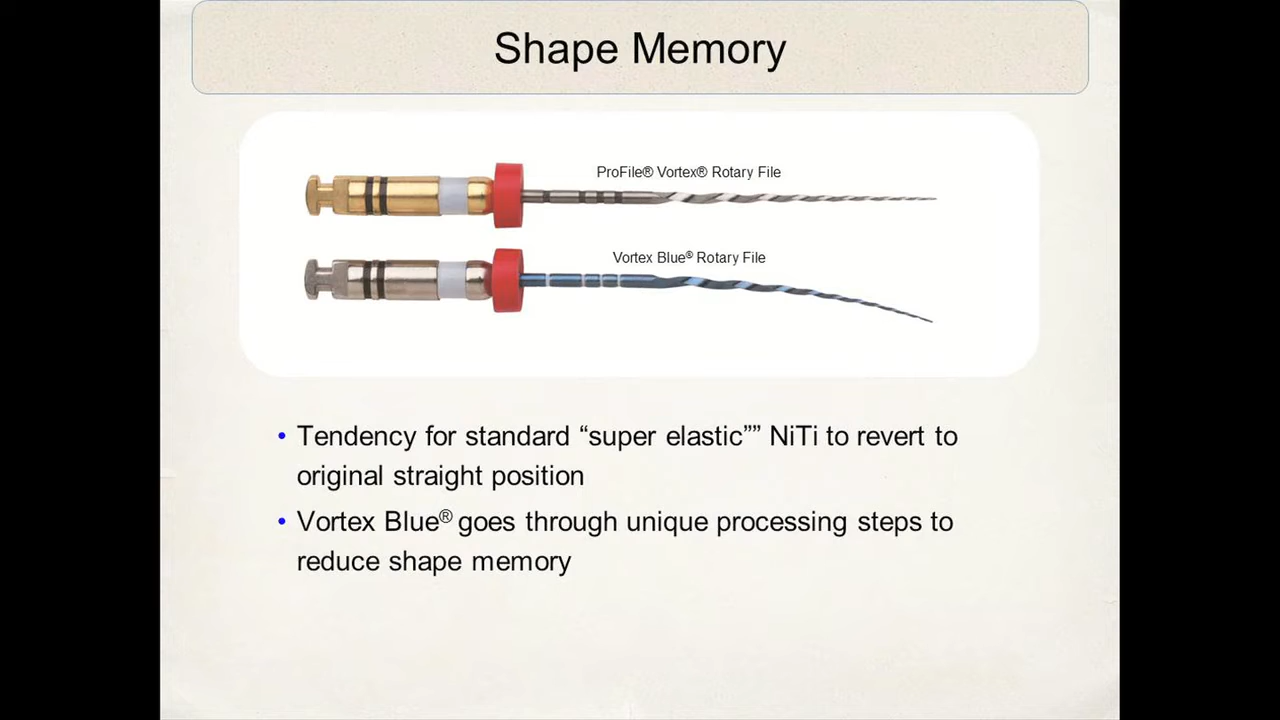 Shape Memory
ProFile® Vortex® Rotary File
Vortex Blue® Rotary File
• Tendency for standard “super elastic”” NiTi to revert to
original straight position
• Vortex Blue® goes through unique processing steps to
reduce shape memory